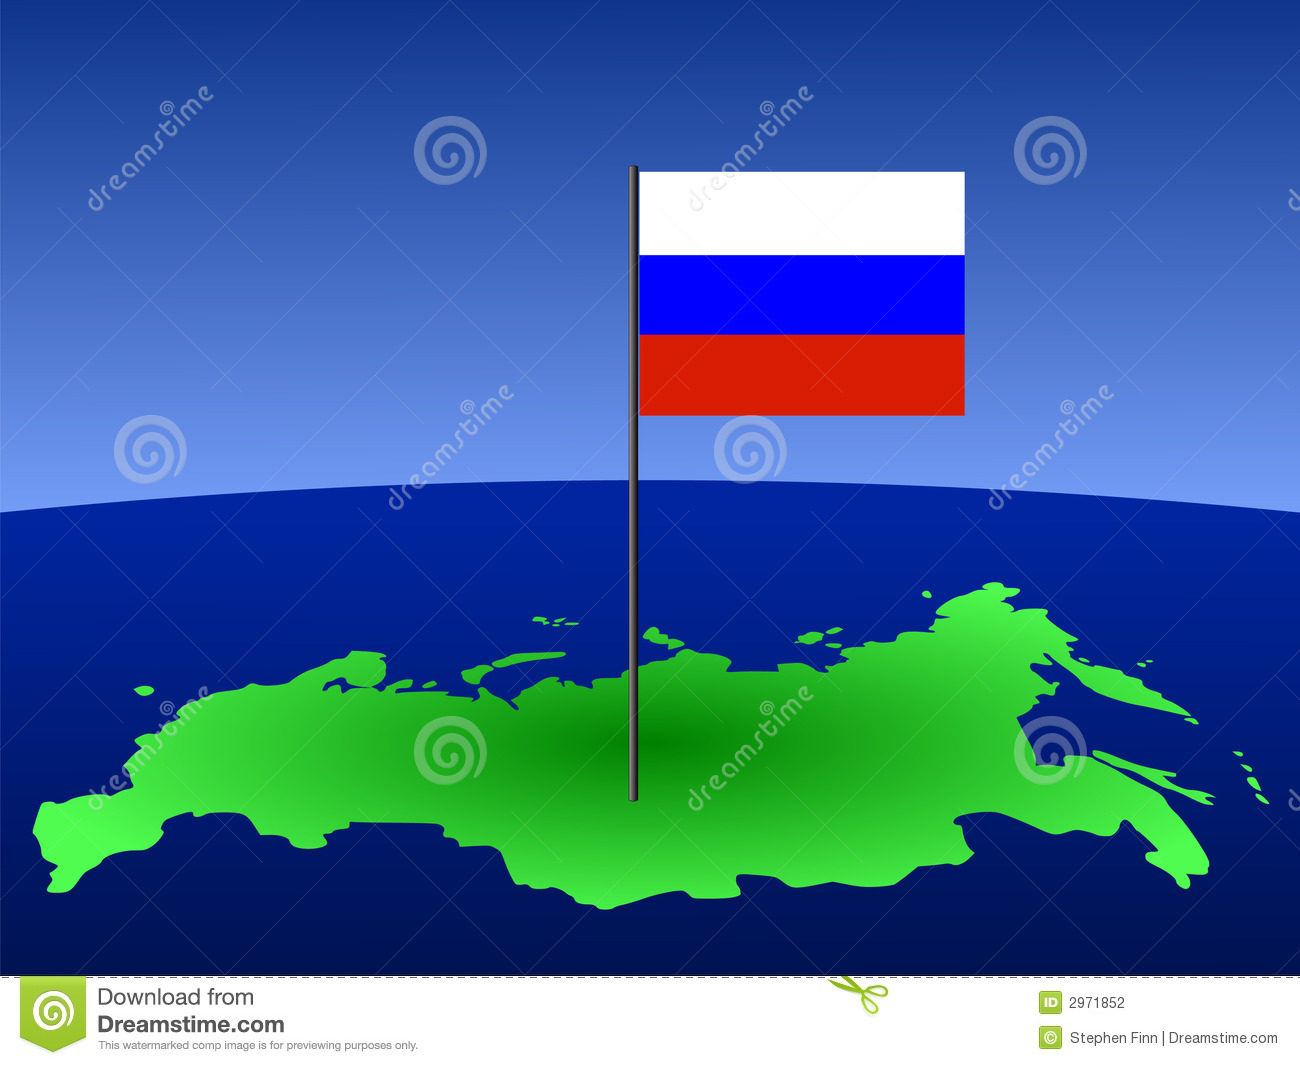 dreamstime
dreamstime
dreamstime
dreamstime
dreamstime
dreamstime
Download from
Dreamstime.com
This watermarked comp image is for previewing purposes only.
ID 2971852
© Stephen Finn | Dreamstime.com